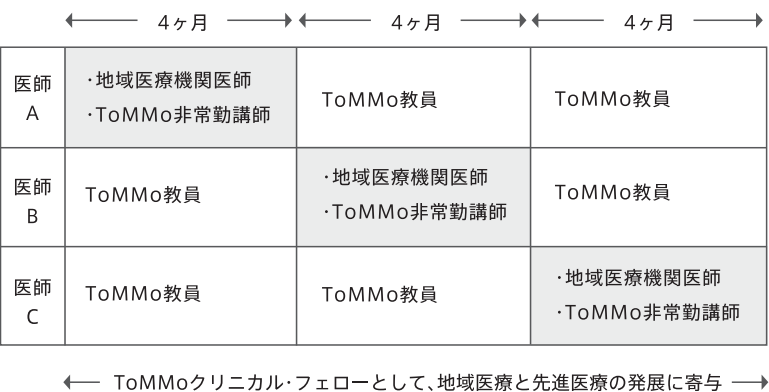 4ヶ月 4ヶ月 4ヶ月
医師
A
・地域医療機関医師
・ToMMo非常勤講師
ToMMo教員
ToMMo教員
医師
B
ToMMo教員
・地域医療機関医師
・ToMMo非常勤講師
ToMMo教員
医師
C
ToMMo教員
ToMMo教員
・地域医療機関医師
・ToMMo非常勤講師
ToMMoクリニカル・フェローとして、地域医療と先進医療の発展に寄与